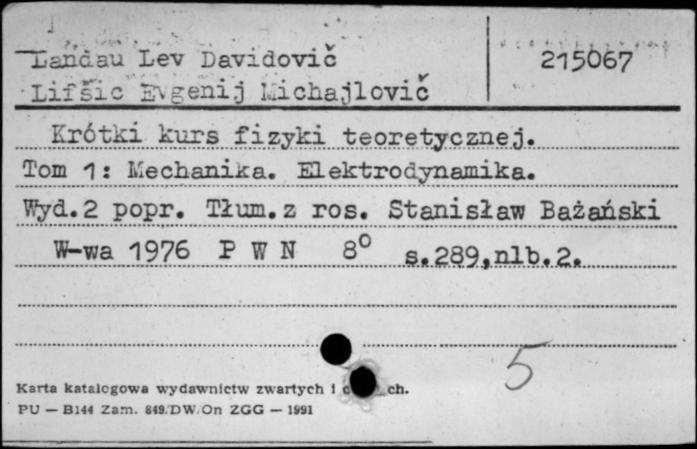 Landau Lev Davidovič
215067
Lifšic Evgenij Michajlovič
Krótki kurs fizyki teoretycznej.
Tom 1: Mechanika. Elektrodynamika.
Wyd.2 popr. Tłum.z ros. Stanisław Bażański
W-wa 1976 P W N 8° s.289,nlb.2.
5
Karta katalogowa wydawnictw zwartych i ch.
PU — B144 Zam. 849/DW/On ZGG — 1991